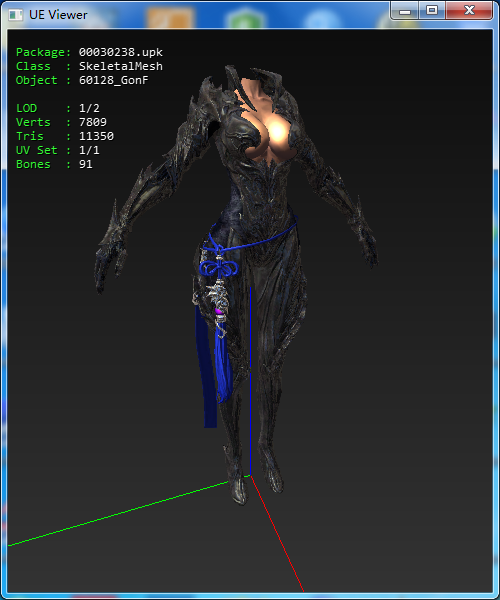 UE Viewer
Package: 00030238.upk
Class : SkeletalMesh
Object : 60128_GonF
LOD : 1/2
Verts : 7809
Tris : 11350
UV Set : 1/1
Bones : 91